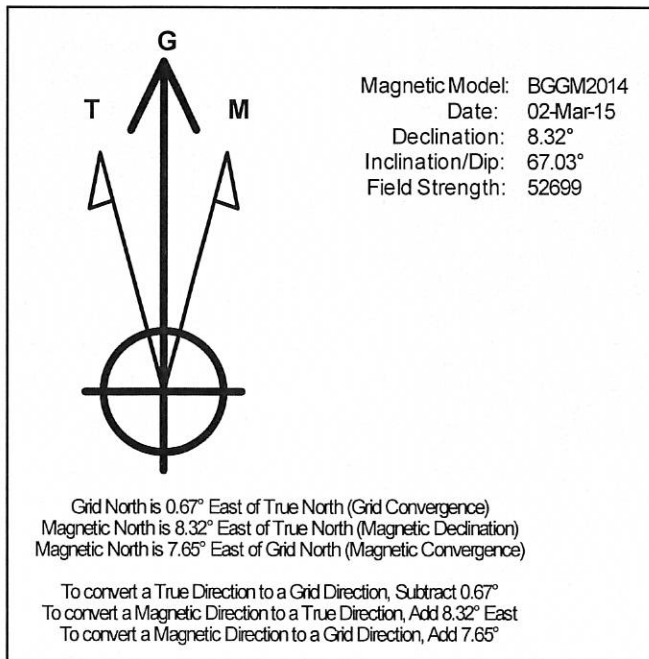 G
T
M
Magnetic Model: BGGM2014
Date: 02-Mar-15
Declination: 8.32°
Inclination/Dip: 67.03°
Field Strength: 52699
Grid North is 0.67° East of True North (Grid Convergence)
Magnetic North is 8.32° East of True North (Magnetic Declination)
Magnetic North is 7.65° East of Grid North (Magnetic Convergence)
To convert a True Direction to a Grid Direction, Subtract 0.67°
To convert a Magnetic Direction to a True Direction, Add 8.32° East
To convert a Magnetic Direction to a Grid Direction, Add 7.65°